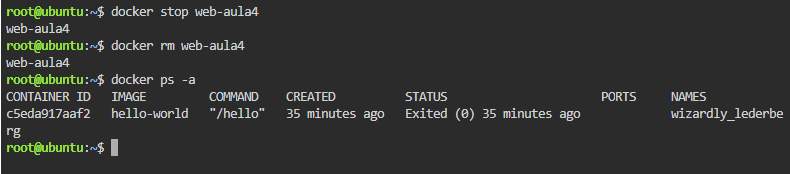 root@ubuntu:~$ docker stop web-aula4
web-aula4
root@ubuntu:~$ docker rm web-aula4
web-aula4
root@ubuntu:~$ docker ps -a
CONTAINER ID   IMAGE         COMMAND    CREATED          STATUS                      PORTS     NAMES
c5eda917aaf2   hello-world   "/hello"   35 minutes ago   Exited (0) 35 minutes ago             wizardly_lederbe
rg
root@ubuntu:~$